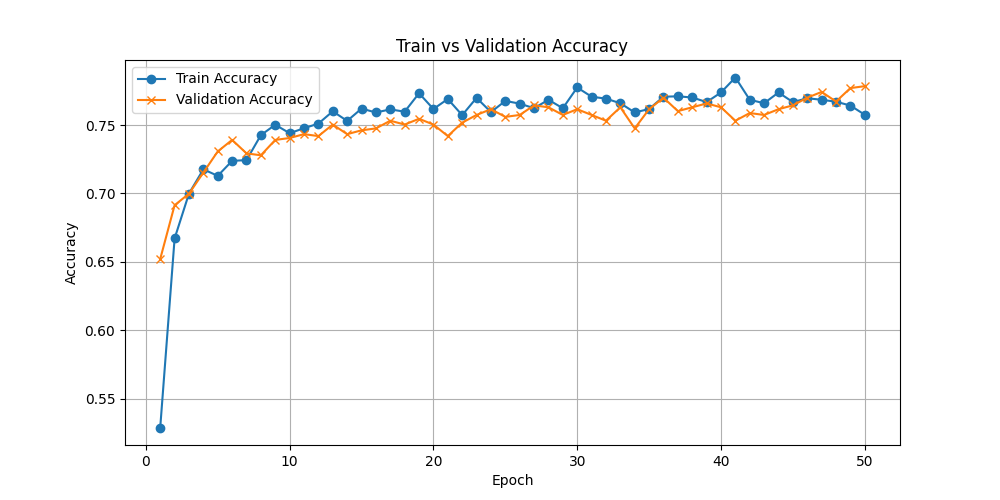 Train vs Validation Accuracy
Train Accuracy
Validation Accuracy
0.75
0.70
0.65
0.60
0.55
Accuracy
0 10 20 30 40 50
Epoch